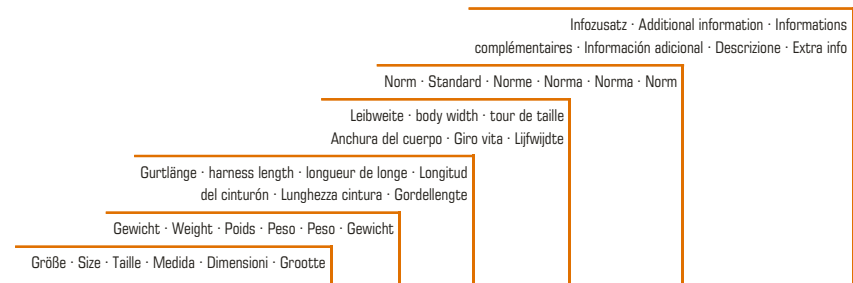 Infozusatz · Additional information · Informations
complémentaires · Información adicional · Descrizione · Extra info
Norm · Standard · Norme · Norma · Norma · Norm
Leibweite · body width · tour de taille
Anchura del cuerpo · Giro vita · Lijfwijdte
Gurtlänge · harness length · longueur de longe · Longitud
del cinturón · Lunghezza cintura · Gordellengte
Gewicht · Weight · Poids · Peso · Peso · Gewicht
Größe · Size · Taille · Medida · Dimensioni · Grootte